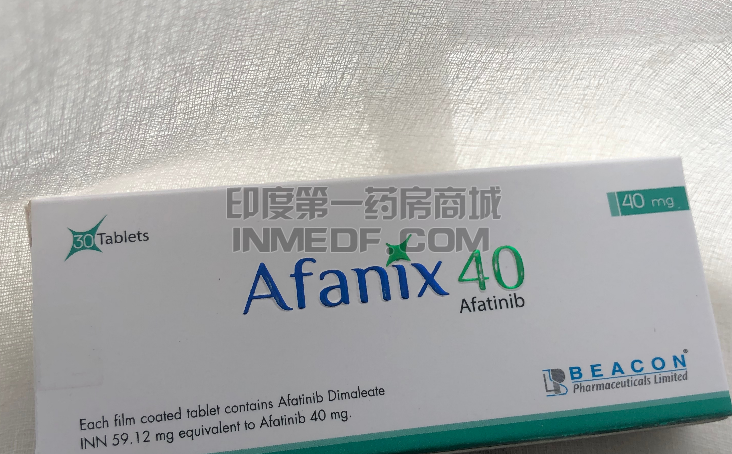 印度第一药房商城
INMEDF.COM
40 mg
30 Tablets
Afanix 40
Afatinib
BEACON®
Pharmaceuticals Limited
Each film coated tablet contains Afatinib Dimaleate
INN 59.12 mg equivalent to Afatinib 40 mg.